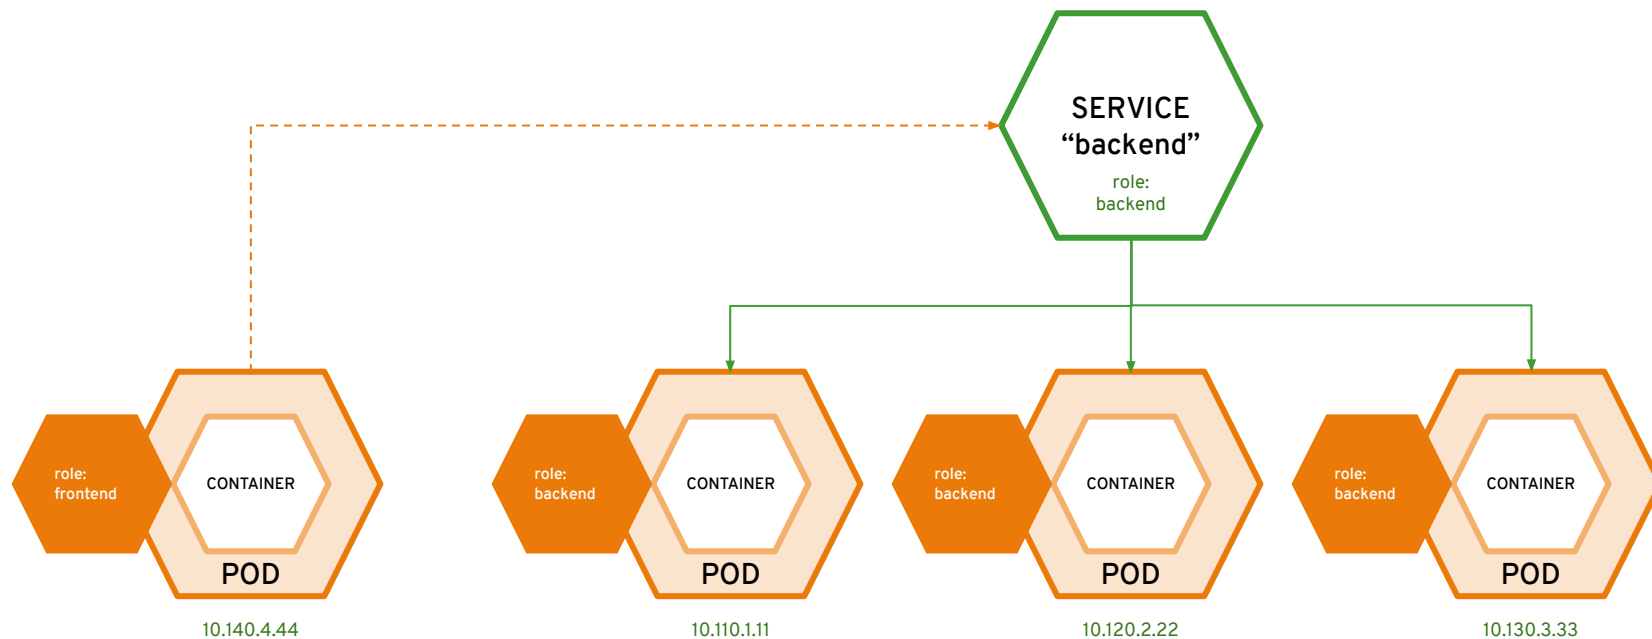 SERVICE
“backend”
role:
backend
role:
frontend
CONTAINER
POD
10.140.4.44
role:
backend
CONTAINER
POD
10.110.1.11
role:
backend
CONTAINER
POD
10.120.2.22
role:
backend
CONTAINER
POD
10.130.3.33